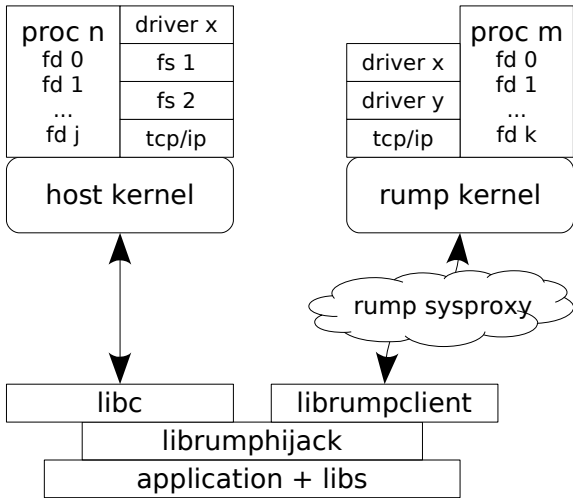 proc n
fd 0
fd 1
...
fd j
driver x
fs 1
fs 2
tcp/ip
host kernel
driver x
driver y
tcp/ip
proc m
fd 0
fd 1
...
fd k
rump kernel
rump sysproxy
libc
librumpclient
librumphijack
application + libs